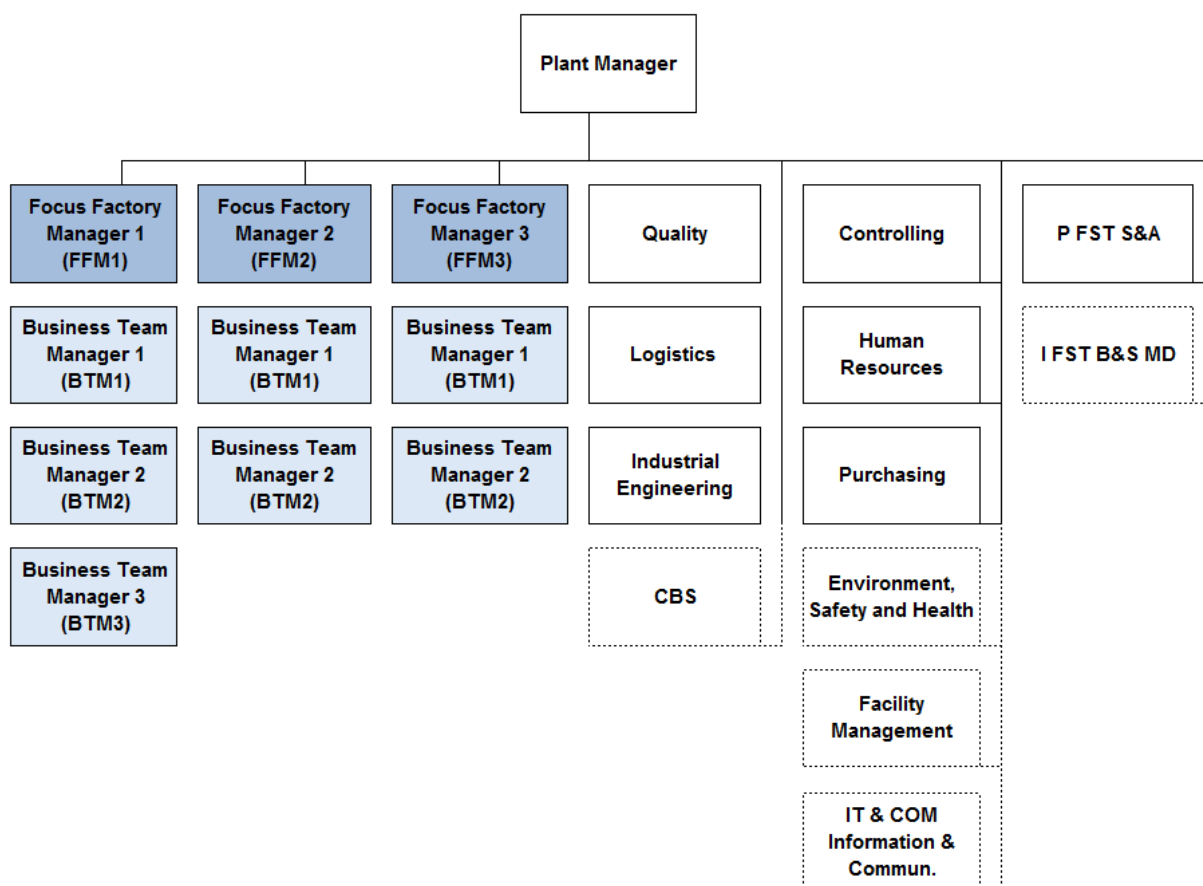 Plant Manager
Focus Factory
Manager 1
(FFM1)
Focus Factory
Manager 2
(FFM2)
Focus Factory
Manager 3
(FFM3)
Quality
Controlling
P FST S&A
Business Team
Manager 1
(BTM1)
Business Team
Manager 1
(BTM1)
Business Team
Manager 1
(BTM1)
Logistics
Human
Resources
I FST B&S MD
Business Team
Manager 2
(BTM2)
Business Team
Manager 2
(BTM2)
Business Team
Manager 2
(BTM2)
Industrial
Engineering
Purchasing
Business Team
Manager 3
(BTM3)
CBS
Environment,
Safety and Health
Facility
Management
IT & COM
Information &
Commun.